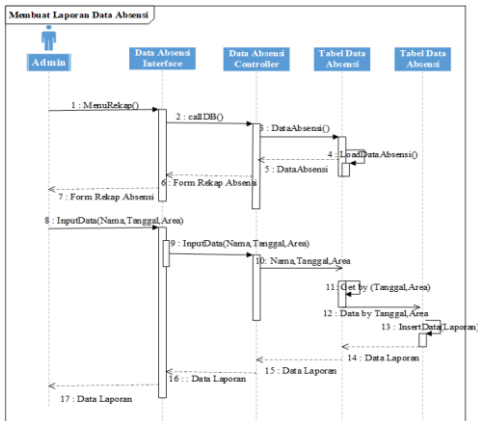 Membuat Laporan Data Absensi
Admin
Data Absensi
Interface
Data Absensi
Controller
Tabel Data
Absensi
Tabel Data
Absensi
1 : MenuRekap()
2 : callDB()
3 : DataAbsensi()
4 : LoadDataAbsensi()
5 : DataAbsensi
6 : Form Rekap Absensi
7 : Form Rekap Absensi
8 : InputData(Nama,Tanggal,Area)
9 : InputData(Nama,Tanggal,Area)
10: Nama,Tanggal,Area
11: Get by (Tanggal,Area)
12 : Data by Tanggal,Area
13 : InsertData(Laporan)
14 : Data Laporan
15 : Data Laporan
16 : : Data Laporan
17 : Data Laporan